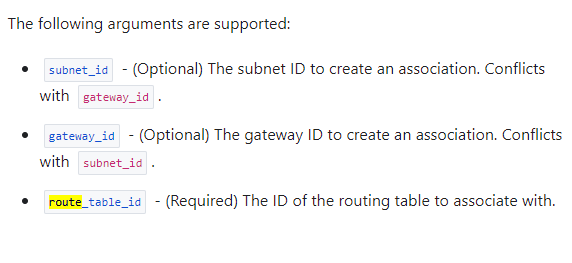 The following arguments are supported:
• subnet_id - (Optional) The subnet ID to create an association. Conflicts
with gateway_id .
• gateway_id - (Optional) The gateway ID to create an association. Conflicts
with subnet_id .
• route_table_id - (Required) The ID of the routing table to associate with.